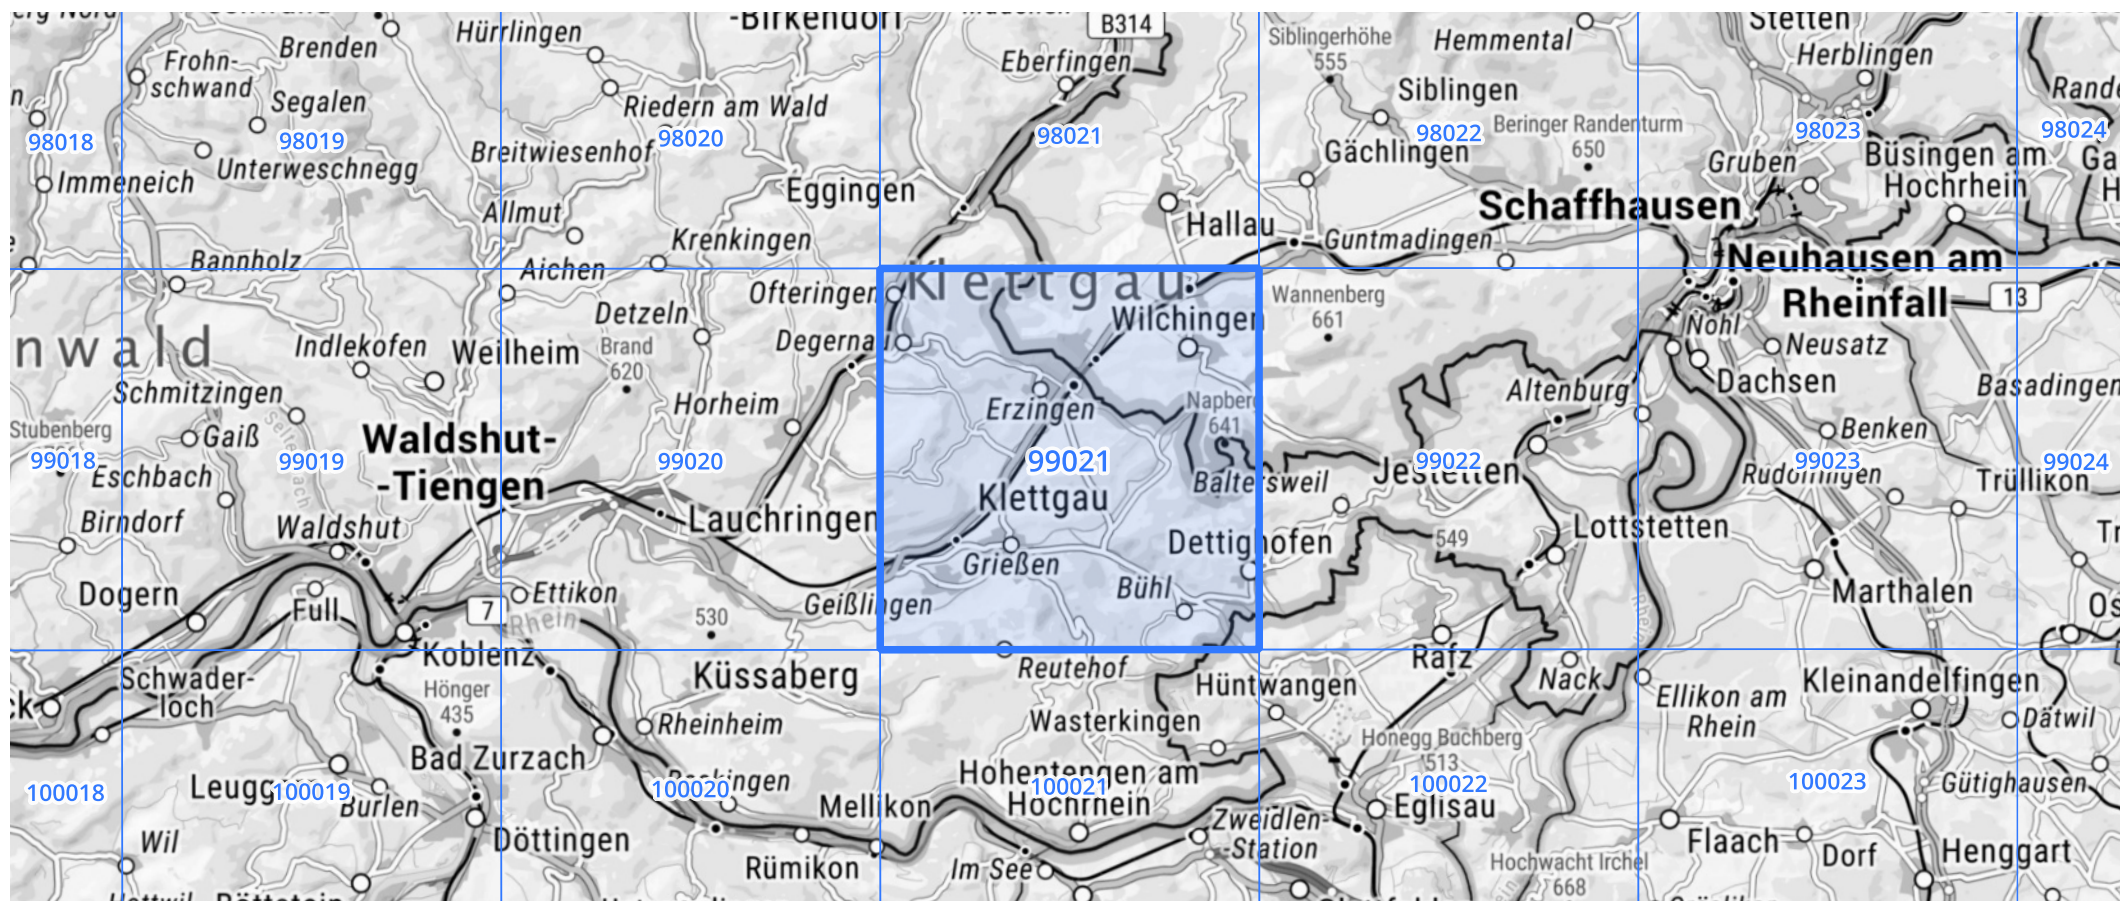 -Birkendorf
B314
Stetten
Hürrlingen
Brenden
Eberfingen
Siblingerhöhe
555
Hemmental
Herblingen
Frohn-
schwand
Segalen
Riedern am Wald
Siblingen
Beringer Randenturm
650
98018
98019
98020
98021
98022
98023
98024
Breitwiesenhof
Gächlingen
Gruben
Büsingen am
Hochrhein
Immeneich
Unterweschnegg
Eggingen
Allmut
Hallau
Schaffhausen
Krenkingen
Guntmadingen
Bannholz
Aichen
Neuhausen am
Rheinfall
Klettgau
Ofteringen
Wannenberg
661
13
Detzeln
Wilchingen
Nohl
Neusatz
Indlekofen
Weilheim
Brand
620
Degernau
Schmitzingen
Horheim
Erzingen
Napberg
641
Altenburg
Dachsen
Basadingen
Stubenberg
Gaiß
Waldshut-
-Tiengen
Benken
99018
99019
99020
99021
99022
99023
99024
Eschbach
Klettgau
Baltersweil
Jestetten
Rudolfingen
Trüllikon
Birndorf
Waldshut
Lauchringen
Dettighofen
549
Lottstetten
Grießen
Dogern
Full
7
Ettikon
Rhein
530
Geißlingen
Bühl
Marthalen
Koblenz
Reutehof
Rafz
Nack
Schwader-
loch
Hönger
435
Küssaberg
Hüntwangen
Ellikon am
Rhein
Kleinandelfingen
Rheinheim
Wasterkingen
Honegg Buchberg
513
Dätwil
Bad Zurzach
100018
100019
100020
100021
100022
100023
Burlen
Hohentengen am
Hochrhein
Mellikon
Eglisau
Gütighausen
Wil
Döttingen
Rümikon
Im See
Zweidlen-
-Station
Hochwacht Irchel
668
Flaach
Dorf
Henggart